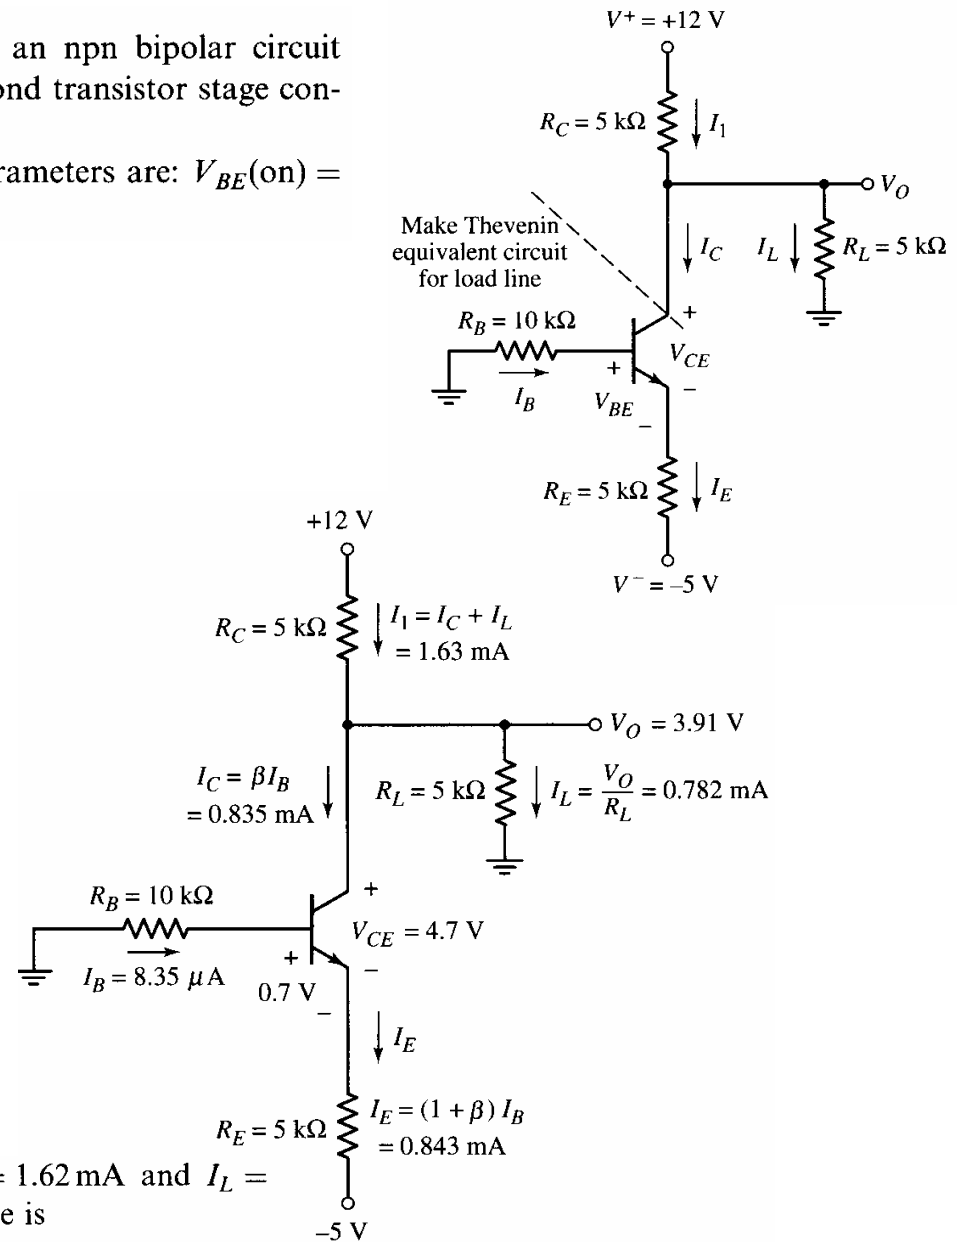 an npn bipolar circuit
ond transistor stage con-
rameters are: V_BE(on) =
V⁺ = +12 V
R_C = 5 kΩ
I₁
V_O
Make Thevenin
equivalent circuit
for load line
I_C
I_L
R_L = 5 kΩ
R_B = 10 kΩ
+
V_CE
−
I_B
+
V_BE
−
R_E = 5 kΩ
I_E
V⁻ = −5 V
+12 V
R_C = 5 kΩ
I₁ = I_C + I_L
= 1.63 mA
V_O = 3.91 V
I_C = βI_B
= 0.835 mA
R_L = 5 kΩ
I_L = V_O/R_L = 0.782 mA
R_B = 10 kΩ
+
V_CE = 4.7 V
−
I_B = 8.35 μA
+
0.7 V
−
I_E
R_E = 5 kΩ
I_E = (1 + β) I_B
= 0.843 mA
−5 V
= 1.62 mA and I_L =
e is